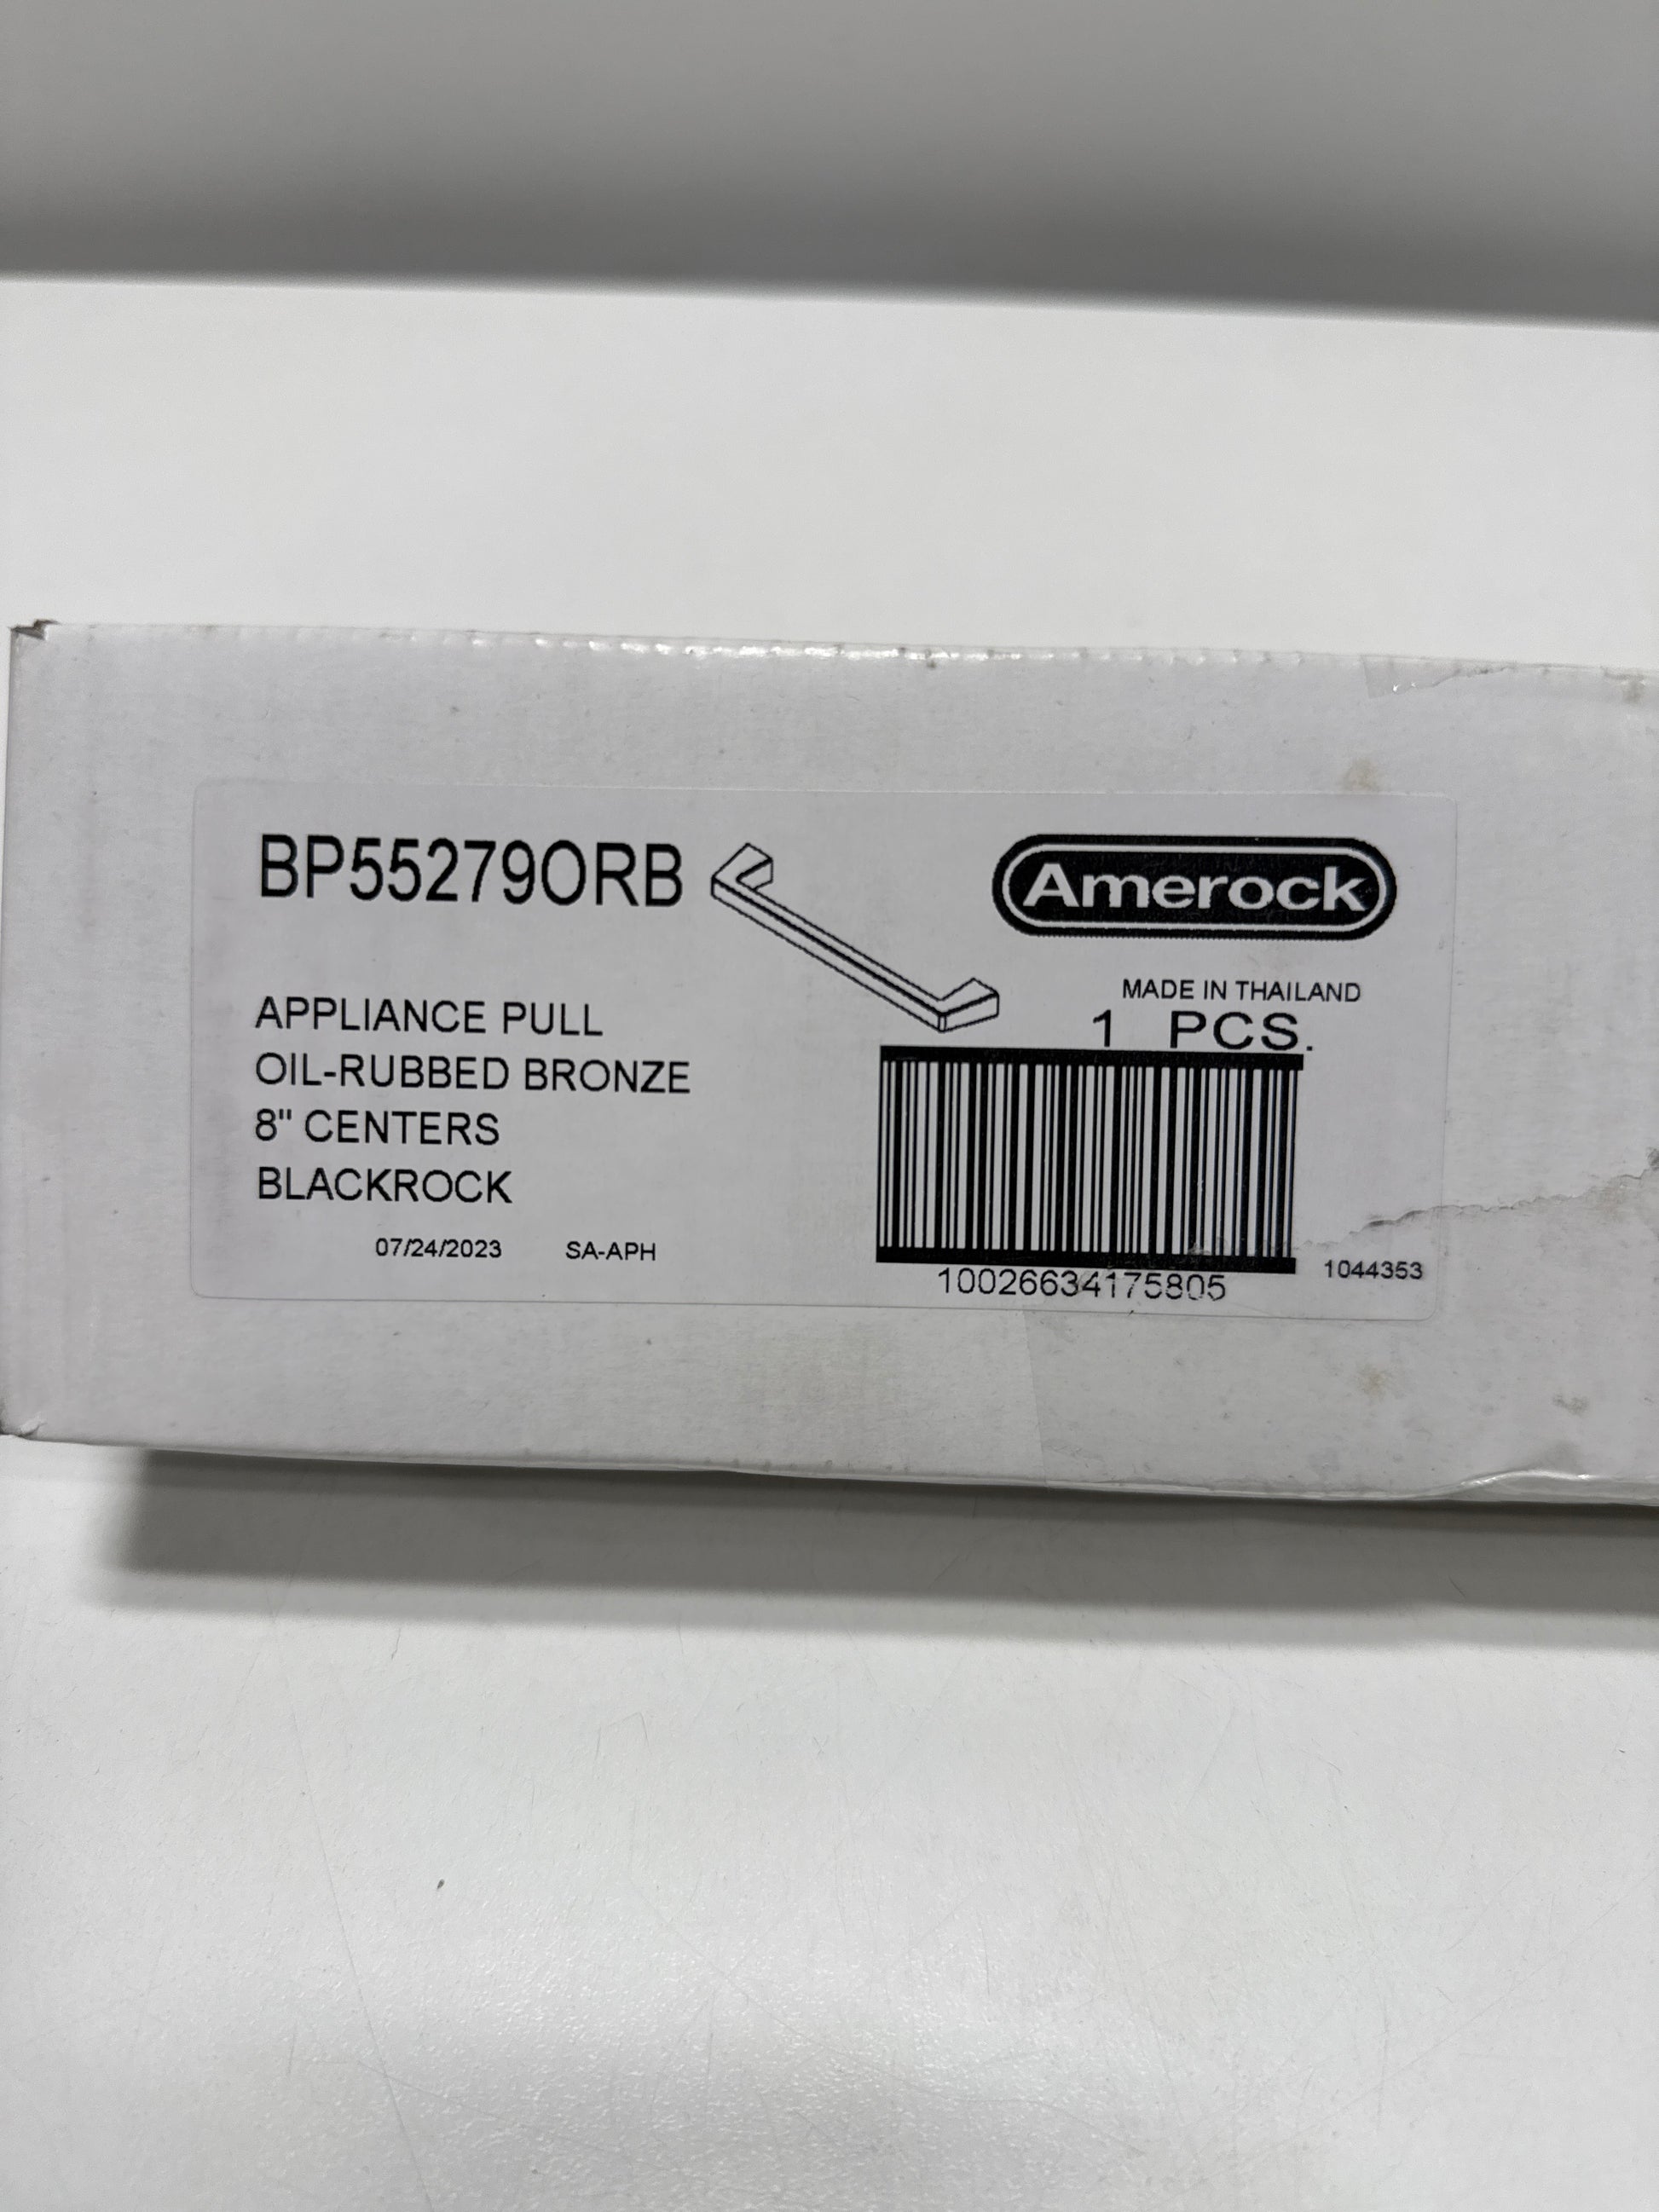 BP55279ORB
Amerock
MADE IN THAILAND
1 PCS.
APPLIANCE PULL
OIL-RUBBED BRONZE
8" CENTERS
BLACKROCK
07/24/2023 SA-APH
10026634175805
1044353